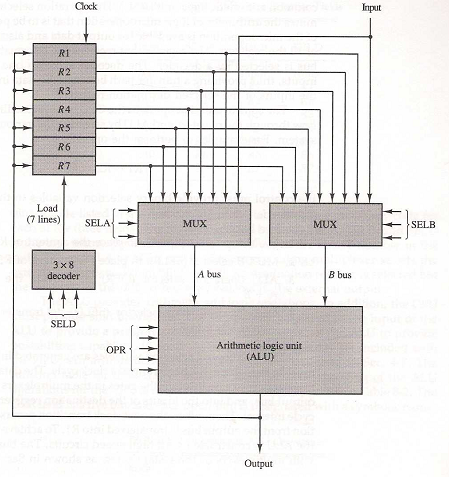 Clock
Input
R1
R2
R3
R4
R5
R6
R7
Load
(7 lines)
SELA
MUX
MUX
SELB
3 × 8
decoder
A bus
B bus
SELD
OPR
Arithmetic logic unit
(ALU)
Output